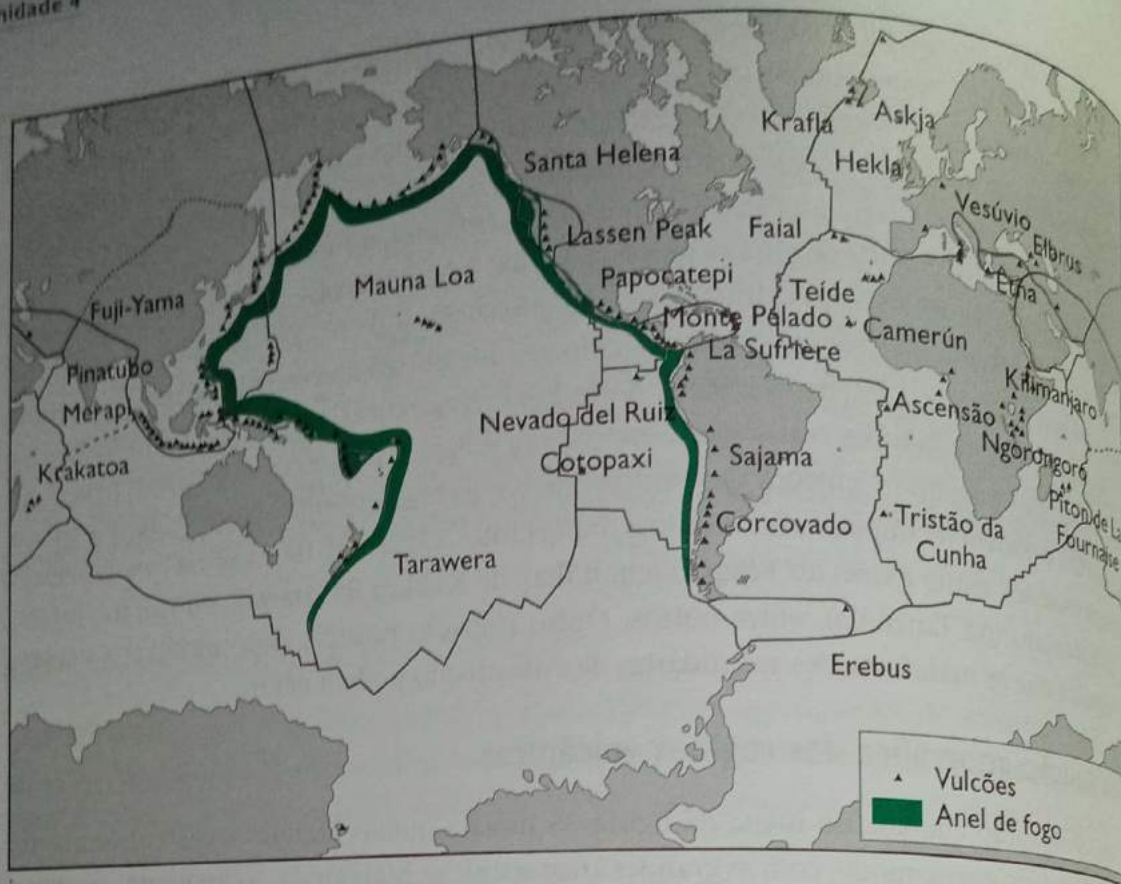 nidade 4
Krafla
Askja
Santa Helena
Hekla
Vesúvio
Lassen Peak
Faial
Elbrus
Mauna Loa
Papocatepi
Etna
Fuji-Yama
Teíde
Monte Pelado
Camerún
La Sufrière
Pinatubo
Kilimanjaro
Merapi
Nevado del Ruiz
Ascensão
Ngorongoro
Krakatoa
Cotopaxi
Sajama
Piton de La
Fournaise
Corcovado
Tristão da
Cunha
Tarawera
Erebus
Vulcões
Anel de fogo